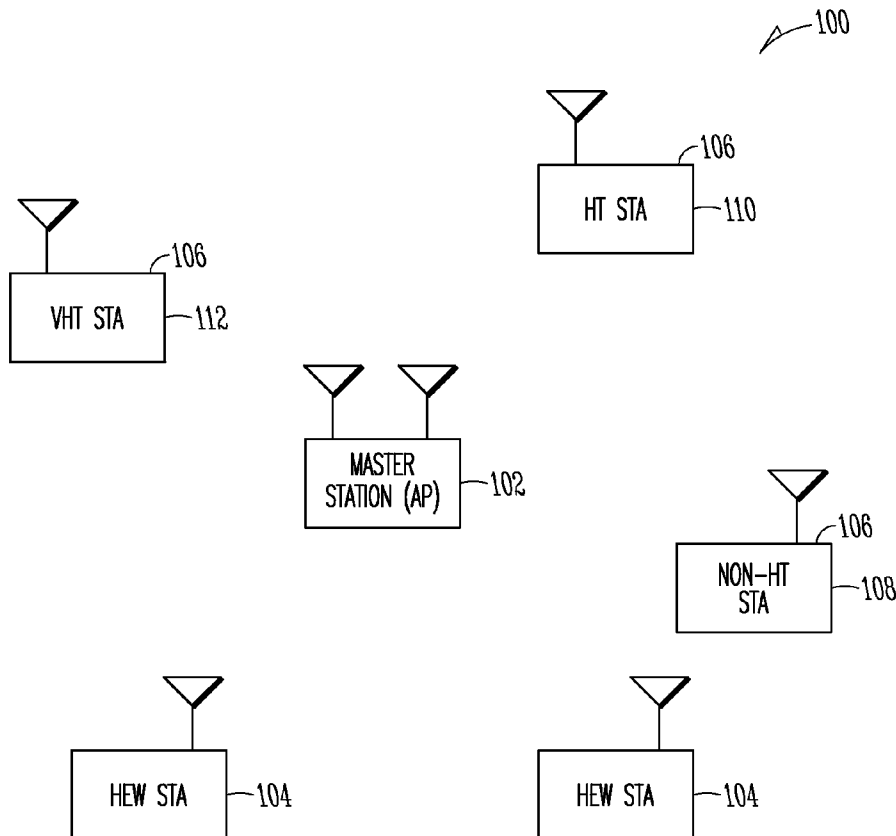 100
106
HT STA
110
106
VHT STA
112
MASTER
STATION (AP)
102
106
NON-HT
STA
108
HEW STA
104
HEW STA
104